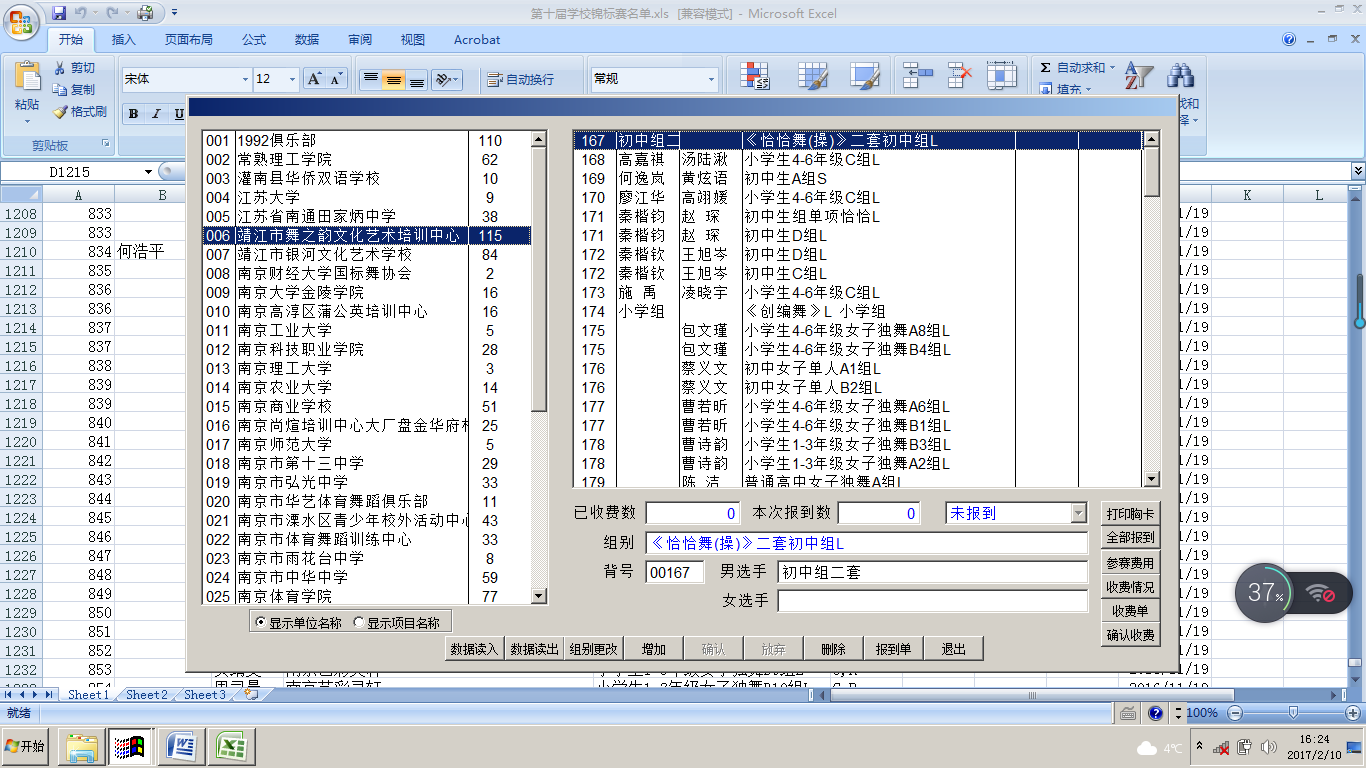 第十届学校锦标赛名单.xls [兼容模式] - Microsoft Excel
开始 插入 页面布局 公式 数据 审阅 视图 Acrobat
剪切 宋体 12 自动换行 常规 Σ 自动求和
复制
粘贴 格式刷 B I U 填充
剪贴板
D1215
A B K L
1208 833
1209 833
1210 834 何浩平
1211 835
1212 836
1213 836
1214 837
1215 837
1216 838
1217 839
1218 839
1219 840
1220 841
1221 842
1222 843
1223 844
1224 844
1225 845
1226 846
1227 847
1228 848
1229 849
1230 850
1231 851
1232 852
1232 853
001 1992俱乐部 110
002 常熟理工学院 62
003 灌南县华侨双语学校 10
004 江苏大学 9
005 江苏省南通田家炳中学 38
006 靖江市舞之韵文化艺术培训中心 115
007 靖江市银河文化艺术学校 84
008 南京财经大学国标舞协会 2
009 南京大学金陵学院 16
010 南京高淳区蒲公英培训中心 16
011 南京工业大学 5
012 南京科技职业学院 28
013 南京理工大学 3
014 南京农业大学 14
015 南京商业学校 51
016 南京尚煊培训中心大厂盘金华府 25
017 南京师范大学 5
018 南京市第十三中学 29
019 南京市弘光中学 33
020 南京市华艺体育舞蹈俱乐部 11
021 南京市溧水区青少年校外活动中心 43
022 南京市体育舞蹈训练中心 33
023 南京市雨花台中学 8
024 南京市中华中学 59
025 南京体育学院 77
显示单位名称 显示项目名称
167 初中组二 《恰恰舞(操)》二套初中组L
168 高嘉祺 汤陆湫 小学生4-6年级C组L
169 何逸岚 黄炫语 初中生A组S
170 廖江华 高翊媛 小学生4-6年级C组L
171 秦楷钧 赵 琛 初中生组单项恰恰L
171 秦楷钧 赵 琛 初中生D组L
172 秦楷钦 王旭岑 初中生D组L
172 秦楷钦 王旭岑 初中生C组L
173 施 禹 凌晓宇 小学生4-6年级C组L
174 小学组 《创编舞》L 小学组
175 包文瑾 小学生4-6年级女子独舞A8组L
175 包文瑾 小学生4-6年级女子独舞B4组L
176 蔡义文 初中女子单人A1组L
176 蔡义文 初中女子单人B2组L
177 曹若昕 小学生4-6年级女子独舞A6组L
177 曹若昕 小学生4-6年级女子独舞B1组L
178 曹诗韵 小学生1-3年级女子独舞B3组L
178 曹诗韵 小学生1-3年级女子独舞A2组L
179 陈 洁 普通高中女子独舞A组L
已收费数 0 本次报到数 0 未报到
组别 《恰恰舞(操)》二套初中组L
背号 00167 男选手 初中组二套
女选手
打印胸卡
全部报到
参赛费用
收费情况
收费单
确认收费
数据读入 数据读出 组别更改 增加 确认 放弃 删除 报到单 退出
37%
Sheet1 Sheet2 Sheet3
就绪 100%
开始 4℃ 16:24
2017/2/10